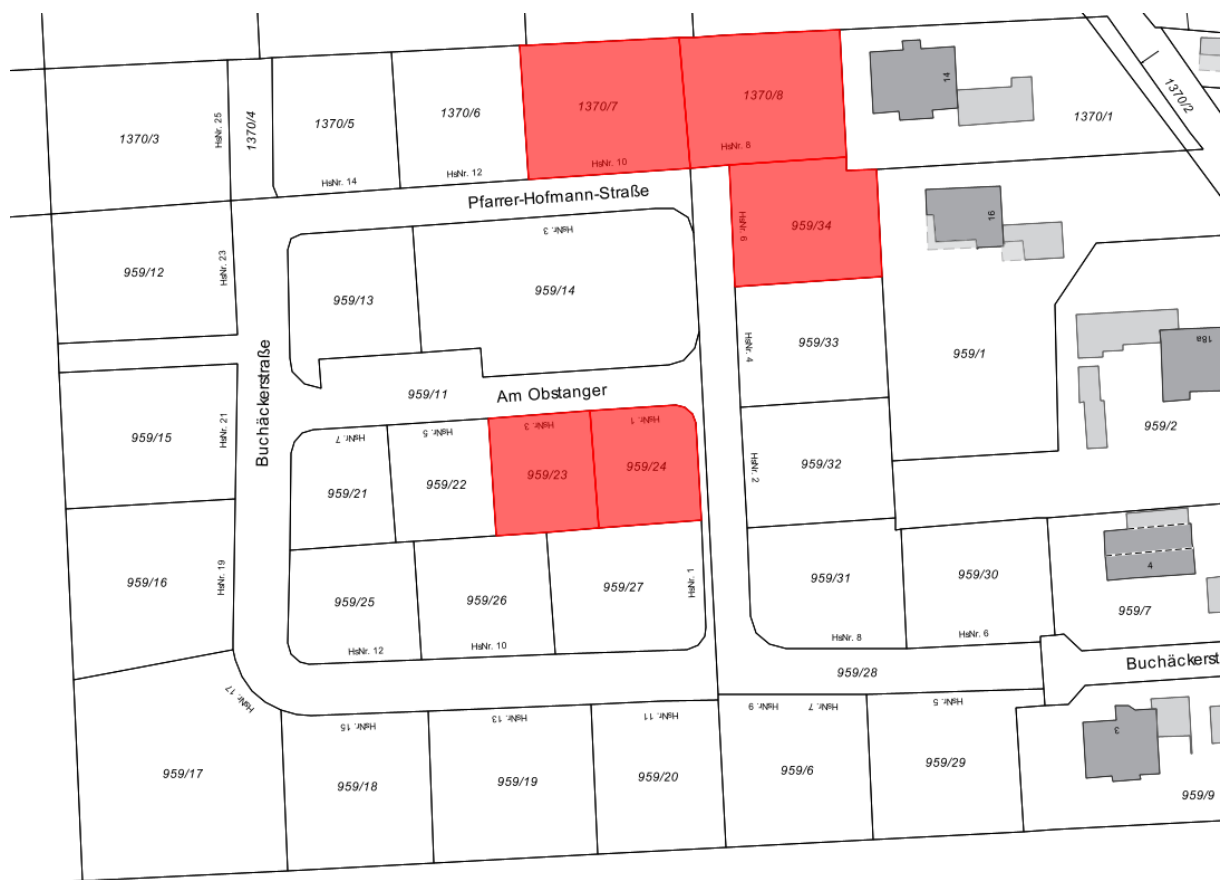 1370/3
HsNr. 25
1370/4
1370/5
HsNr. 14
1370/6
HsNr. 12
1370/7
HsNr. 10
1370/8
HsNr. 8
14
1370/1
1370/2
Pfarrer-Hofmann-Straße
959/12
HsNr. 23
959/13
HsNr. 3
959/14
HsNr. 6
959/34
16
959/1
HsNr. 4
959/33
18a
959/2
Buchäckerstraße
959/11
Am Obstanger
959/15
HsNr. 21
HsNr. 7
959/21
HsNr. 5
959/22
HsNr. 3
959/23
HsNr. 1
959/24
HsNr. 2
959/32
959/16
HsNr. 19
959/25
HsNr. 12
959/26
HsNr. 10
959/27
HsNr. 1
959/31
HsNr. 8
959/30
HsNr. 6
4
959/7
959/28
Buchäckerst
HsNr. 17
959/17
HsNr. 15
959/18
HsNr. 13
959/19
HsNr. 11
959/20
HsNr. 9
HsNr. 7
959/6
HsNr. 5
959/29
3
959/9